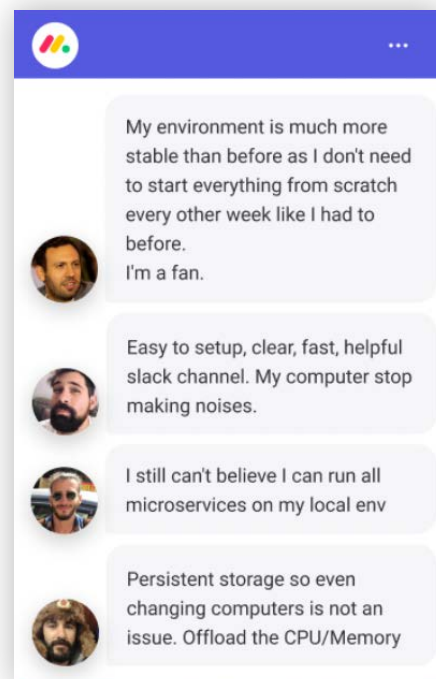 My environment is much more
stable than before as I don't need
to start everything from scratch
every other week like I had to
before.
I'm a fan.
Easy to setup, clear, fast, helpful
slack channel. My computer stop
making noises.
I still can't believe I can run all
microservices on my local env
Persistent storage so even
changing computers is not an
issue. Offload the CPU/Memory